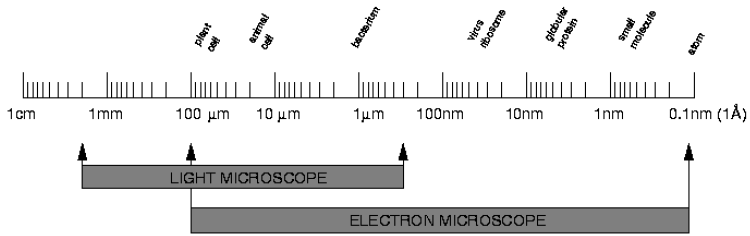 plant
cell
animal
cell
bacterium
virus
ribosome
globular
protein
small
molecule
atom
1cm 1mm 100 μm 10 μm 1μm 100nm 10nm 1nm 0.1nm (1Å)
LIGHT MICROSCOPE
ELECTRON MICROSCOPE